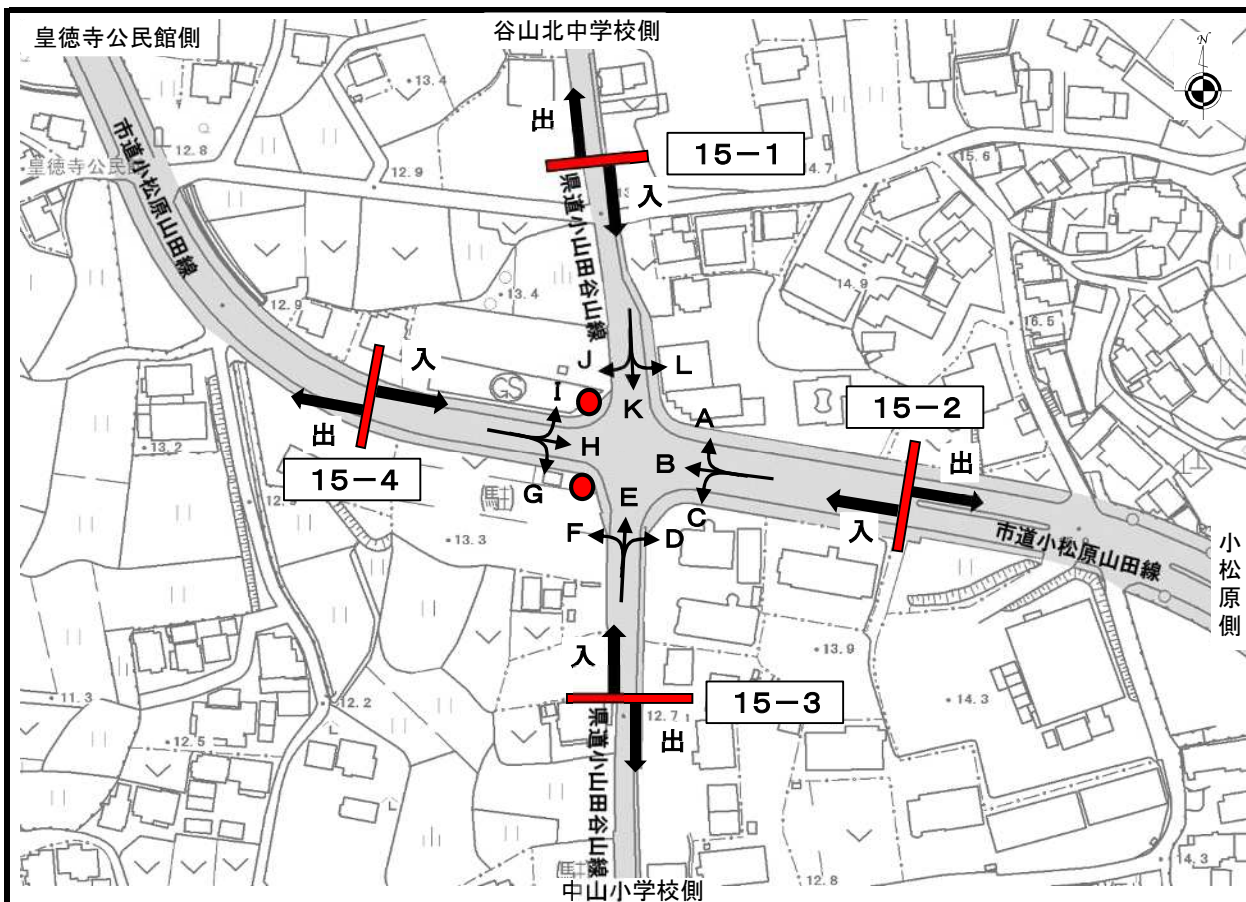 皇徳寺公民館側
谷山北中学校側
N
13.4
出
15-1
12.8
皇徳寺公民館
市道小松原山田線
12.9
県道小山田谷山線
入
14.7
15.6
12.9
13.4
14.9
16.5
入
I
J
L
K
GS
A
15-2
出
H
B
G
E
C
F
D
出
15-4
13.2
13.3
駐
入
市道小松原山田線
小松原側
入
15-3
出
12.7
13.9
14.3
11.3
12.2
12.5
県道小山田谷山線
駐
中山小学校側
12.8
14.3